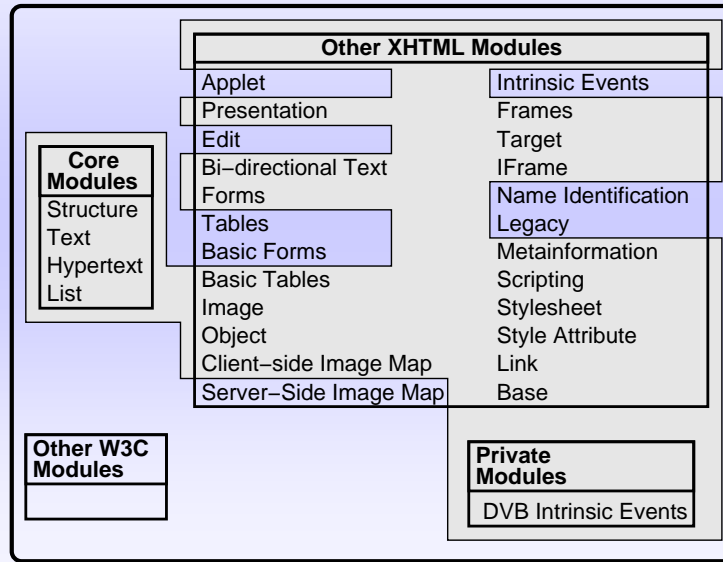 Other XHTML Modules
Applet
Presentation
Edit
Bi−directional Text
Forms
Tables
Basic Forms
Basic Tables
Image
Object
Client−side Image Map
Server−Side Image Map
Intrinsic Events
Frames
Target
IFrame
Name Identification
Legacy
Metainformation
Scripting
Stylesheet
Style Attribute
Link
Base
Core
Modules
Structure
Text
Hypertext
List
Other W3C
Modules
Private
Modules
DVB Intrinsic Events